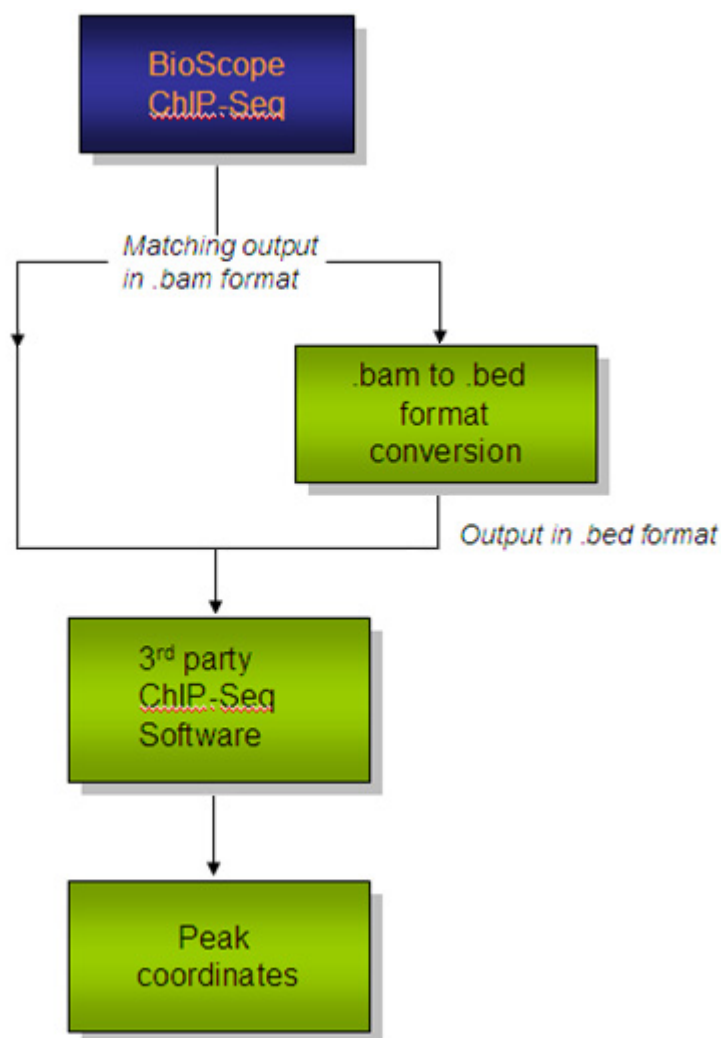 BioScope
ChIP-Seq
Matching output
in .bam format
.bam to .bed
format
conversion
Output in .bed format
3rd party
ChIP-Seq
Software
Peak
coordinates